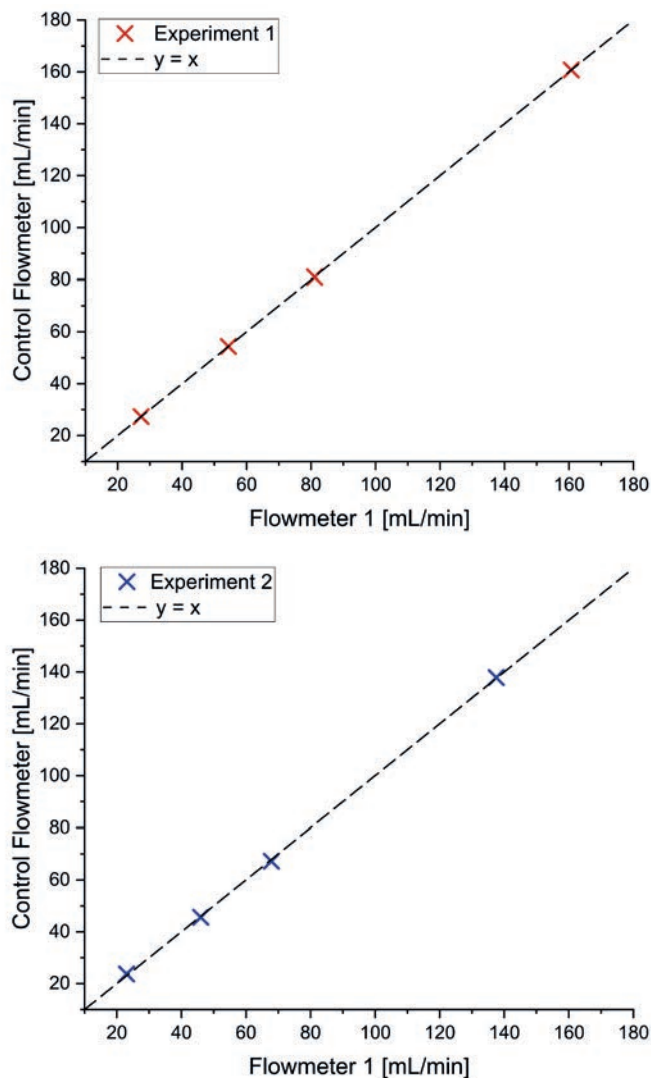 180
160
140
120
100
80
60
40
20
Control Flowmeter [mL/min]
Experiment 1
y = x
20 40 60 80 100 120 140 160 180
Flowmeter 1 [mL/min]
180
160
140
120
100
80
60
40
20
Control Flowmeter [mL/min]
Experiment 2
y = x
20 40 60 80 100 120 140 160 180
Flowmeter 1 [mL/min]